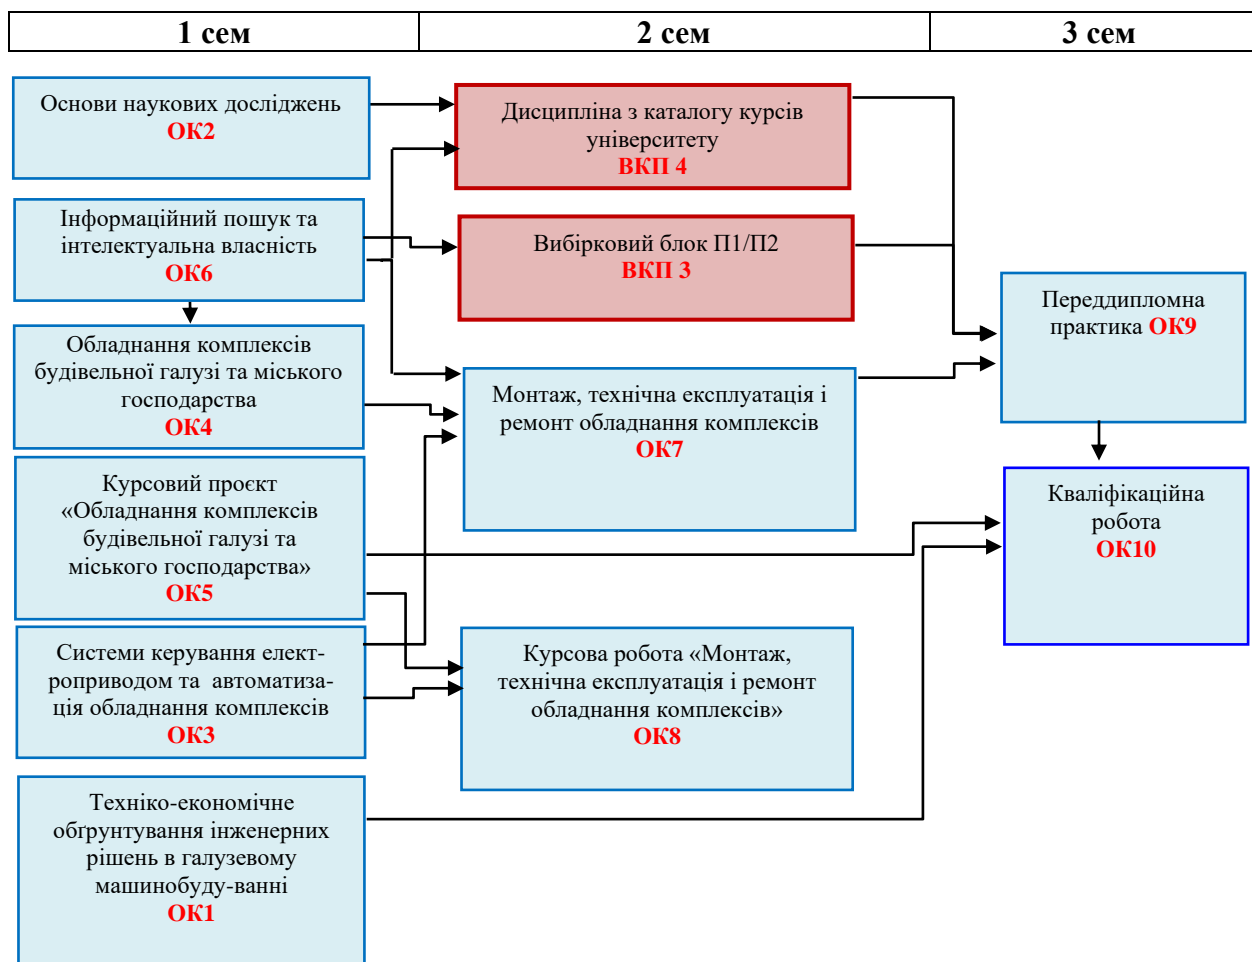 1 сем
2 сем
3 сем
Основи наукових досліджень
ОК2
Інформаційний пошук та
інтелектуальна власність
ОК6
Обладнання комплексів
будівельної галузі та міського
господарства
ОК4
Курсовий проєкт
«Обладнання комплексів
будівельної галузі та
міського господарства»
ОК5
Системи керування елект-
роприводом та автоматиза-
ція обладнання комплексів
ОК3
Техніко-економічне
обґрунтування інженерних
рішень в галузевому
машинобуду-ванні
ОК1
Дисципліна з каталогу курсів
університету
ВКП 4
Вибірковий блок П1/П2
ВКП 3
Монтаж, технічна експлуатація і
ремонт обладнання комплексів
ОК7
Курсова робота «Монтаж,
технічна експлуатація і ремонт
обладнання комплексів»
ОК8
Переддипломна
практика ОК9
Кваліфікаційна
робота
ОК10